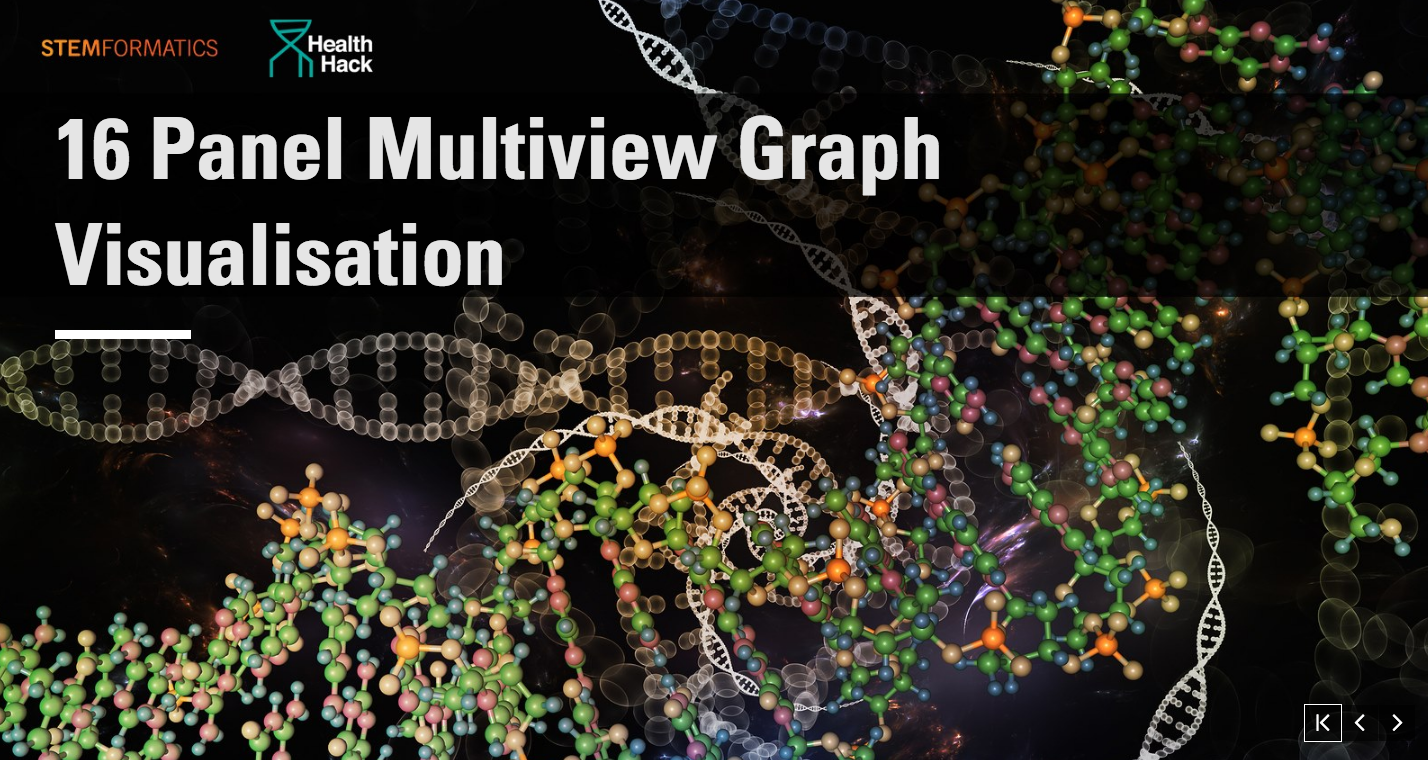 STEMFORMATICS
Health
Hack
16 Panel Multiview Graph
Visualisation